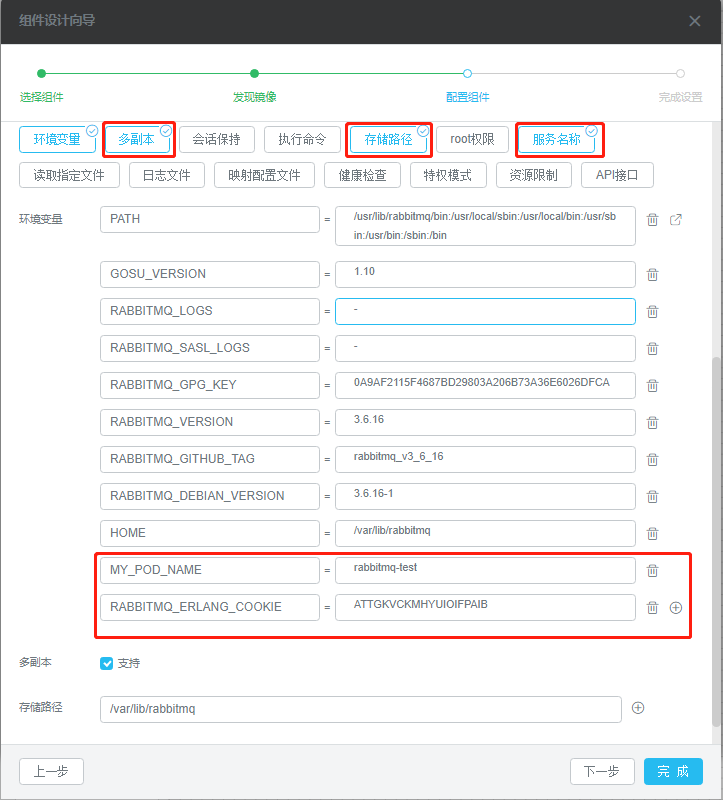 组件设计向导
选择组件 发现镜像 配置组件 完成设置
环境变量 多副本 会话保持 执行命令 存储路径 root权限 服务名称
读取指定文件 日志文件 映射配置文件 健康检查 特权模式 资源限制 API接口
环境变量 PATH = /usr/lib/rabbitmq/bin:/usr/local/sbin:/usr/local/bin:/usr/sb
in:/usr/bin:/sbin:/bin
GOSU_VERSION = 1.10
RABBITMQ_LOGS = -
RABBITMQ_SASL_LOGS = -
RABBITMQ_GPG_KEY = 0A9AF2115F4687BD29803A206B73A36E6026DFCA
RABBITMQ_VERSION = 3.6.16
RABBITMQ_GITHUB_TAG = rabbitmq_v3_6_16
RABBITMQ_DEBIAN_VERSION = 3.6.16-1
HOME = /var/lib/rabbitmq
MY_POD_NAME = rabbitmq-test
RABBITMQ_ERLANG_COOKIE = ATTGKVCKMHYUIOIFPAIB
多副本 支持
存储路径 /var/lib/rabbitmq
上一步 下一步 完 成